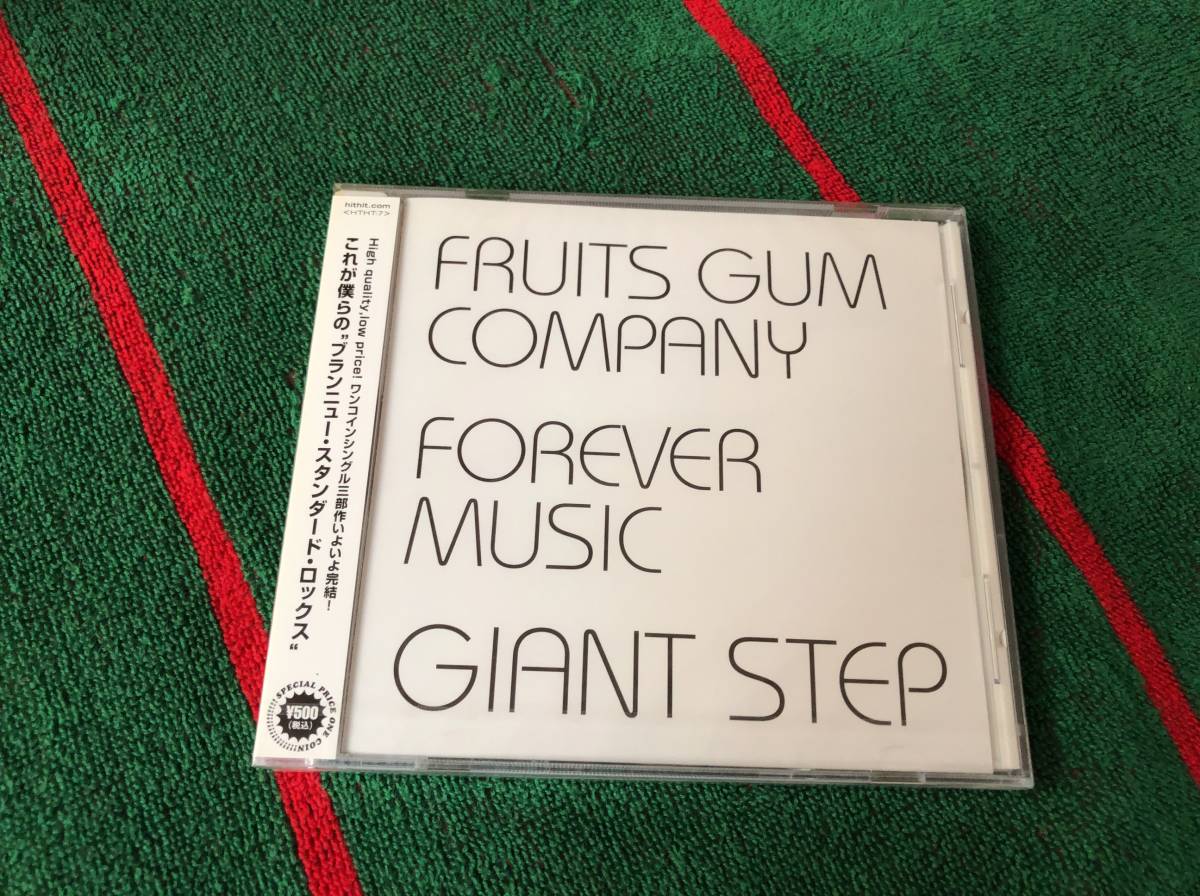 hithit.com
<HTHT:7>
High quality,low price! ワンコインシングル三部作いよいよ完結！
これが僕らの"ブランニュー・スタンダード・ロックス"
SPECIAL PRICE ONE COIN!!!!!!!!!!
¥500
(税込)
FRUITS GUM
COMPANY
FOREVER
MUSIC
GIANT STEP